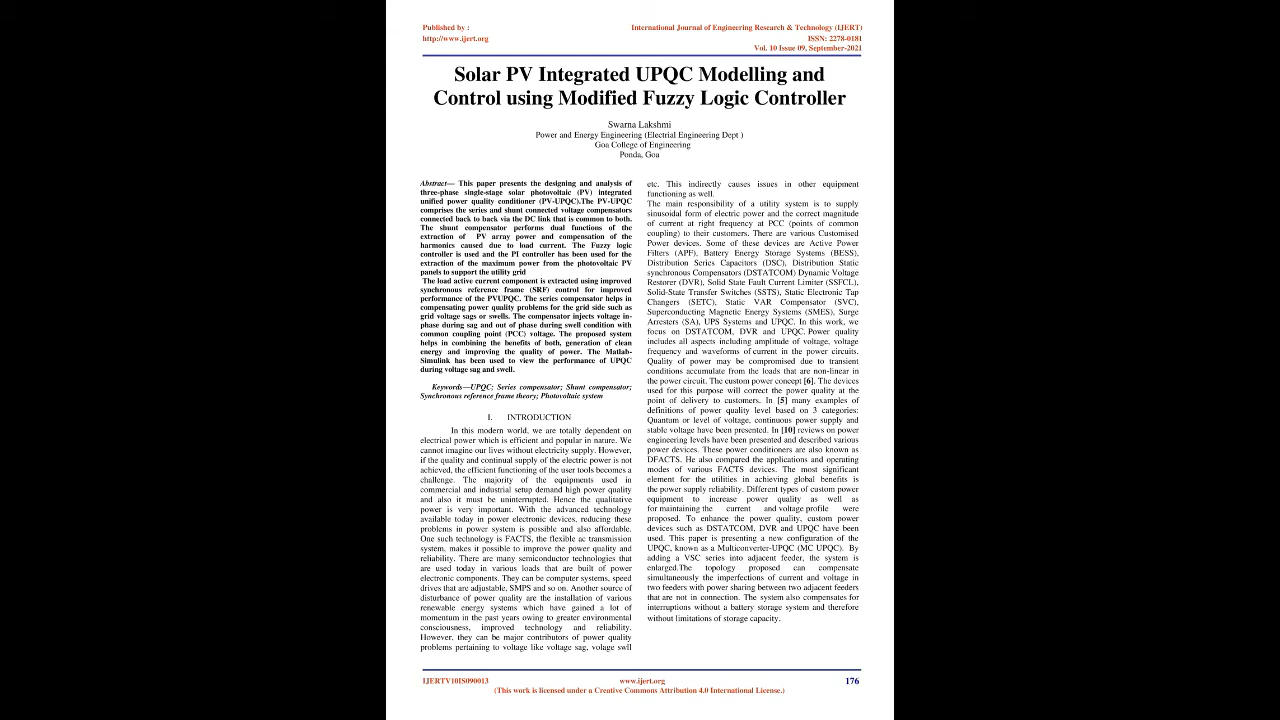 Published by :
http://www.ijert.org
International Journal of Engineering Research & Technology (IJERT)
ISSN: 2278-0181
Vol. 10 Issue 09, September-2021
Solar PV Integrated UPQC Modelling and
Control using Modified Fuzzy Logic Controller
Swarna Lakshmi
Power and Energy Engineering (Electrial Engineering Dept )
Goa College of Engineering
Ponda, Goa
Abstract— This paper presents the designing and analysis of
three-phase single-stage solar photovoltaic (PV) integrated
unified power quality conditioner (PV-UPQC).The PV-UPQC
comprises the series and shunt connected voltage compensators
connected back to back via the DC link that is common to both.
The shunt compensator performs dual functions of the
extraction of PV array power and compensation of the
harmonics caused due to load current. The Fuzzy logic
controller is used and the PI controller has been used for the
extraction of the maximum power from the photovoltaic PV
panels to support the utility grid
The load active current component is extracted using improved
synchronous reference frame (SRF) control for improved
performance of the PVUPQC. The series compensator helps in
compensating power quality problems for the grid side such as
grid voltage sags or swells. The compensator injects voltage in-
phase during sag and out of phase during swell condition with
common coupling point (PCC) voltage. The proposed system
helps in combining the benefits of both, generation of clean
energy and improving the quality of power. The Matlab-
Simulink has been used to view the performance of UPQC
during voltage sag and swell.
Keywords—UPQC; Series compensator; Shunt compensator;
Synchronous reference frame theory; Photovoltaic system
I. INTRODUCTION
In this modern world, we are totally dependent on
electrical power which is efficient and popular in nature. We
cannot imagine our lives without electricity supply. However,
if the quality and continual supply of the electric power is not
achieved, the efficient functioning of the user tools becomes a
challenge. The majority of the equipments used in
commercial and industrial setup demand high power quality
and also it must be uninterrupted. Hence the qualitative
power is very important. With the advanced technology
available today in power electronic devices, reducing these
problems in power system is possible and also affordable.
One such technology is FACTS, the flexible ac transmission
system, makes it possible to improve the power quality and
reliability. There are many semiconductor technologies that
are used today in various loads that are built of power
electronic components. They can be computer systems, speed
drives that are adjustable, SMPS and so on. Another source of
disturbance of power quality are the installation of various
renewable energy systems which have gained a lot of
momentum in the past years owing to greater environmental
consciousness, improved technology and reliability.
However, they can be major contributors of power quality
problems pertaining to voltage like voltage sag, volage swll
etc. This indirectly causes issues in other equipment
functioning as well.
The main responsibility of a utility system is to supply
sinusoidal form of electric power and the correct magnitude
of current at right frequency at PCC (points of common
coupling) to their customers. There are various Customised
Power devices. Some of these devices are Active Power
Filters (APF), Battery Energy Storage Systems (BESS),
Distribution Series Capacitors (DSC), Distribution Static
synchronous Compensators (DSTATCOM) Dynamic Voltage
Restorer (DVR), Solid State Fault Current Limiter (SSFCL),
Solid-State Transfer Switches (SSTS), Static Electronic Tap
Changers (SETC), Static VAR Compensator (SVC),
Superconducting Magnetic Energy Systems (SMES), Surge
Arresters (SA), UPS Systems and UPQC. In this work, we
focus on DSTATCOM, DVR and UPQC. Power quality
includes all aspects including amplitude of voltage, voltage
frequency and waveforms of current in the power circuits.
Quality of power may be compromised due to transient
conditions accumulate from the loads that are non-linear in
the power circuit. The custom power concept [6]. The devices
used for this purpose will correct the power quality at the
point of delivery to customers. In [5] many examples of
definitions of power quality level based on 3 categories:
Quantum or level of voltage, continuous power supply and
stable voltage have been presented. In [10] reviews on power
engineering levels have been presented and described various
power devices. These power conditioners are also known as
DFACTS. He also compared the applications and operating
modes of various FACTS devices. The most significant
element for the utilities in achieving global benefits is
the power supply reliability. Different types of custom power
equipment to increase power quality as well as
for maintaining the current and voltage profile were
proposed. To enhance the power quality, custom power
devices such as DSTATCOM, DVR and UPQC have been
used. This paper is presenting a new configuration of the
UPQC, known as a Multiconverter-UPQC (MC UPQC). By
adding a VSC series into adjacent feeder, the system is
enlarged.The topology proposed can compensate
simultaneously the imperfections of current and voltage in
two feeders with power sharing between two adjacent feeders
that are not in connection. The system also compensates for
interruptions without a battery storage system and therefore
without limitations of storage capacity.
IJERTV10IS090013
www.ijert.org
176
(This work is licensed under a Creative Commons Attribution 4.0 International License.)